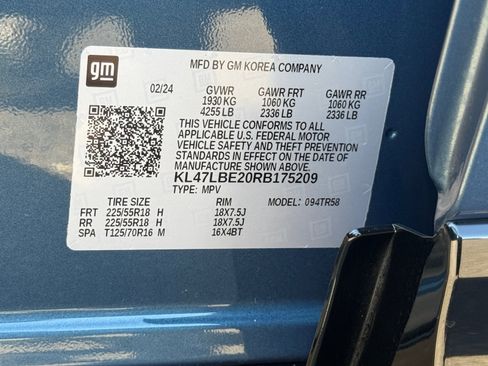 gm
MFD BY GM KOREA COMPANY
02/24 GVWR GAWR FRT GAWR RR
1930 KG 1060 KG 1060 KG
4255 LB 2336 LB 2336 LB
THIS VEHICLE CONFORMS TO ALL
APPLICABLE U.S. FEDERAL MOTOR
VEHICLE SAFETY AND THEFT PREVENTION
STANDARDS IN EFFECT ON THE DATE OF
MANUFACTURE SHOWN ABOVE.
KL47LBE20RB175209
TYPE: MPV
TIRE SIZE RIM MODEL: 094TR58
FRT 225/55R18 H 18X7.5J
RR 225/55R18 H 18X7.5J
SPA T125/70R16 M 16X4BT